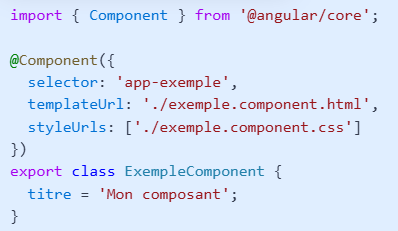 import { Component } from '@angular/core';

@Component({
  selector: 'app-exemple',
  templateUrl: './exemple.component.html',
  styleUrls: ['./exemple.component.css']
})
export class ExempleComponent {
  titre = 'Mon composant';
}